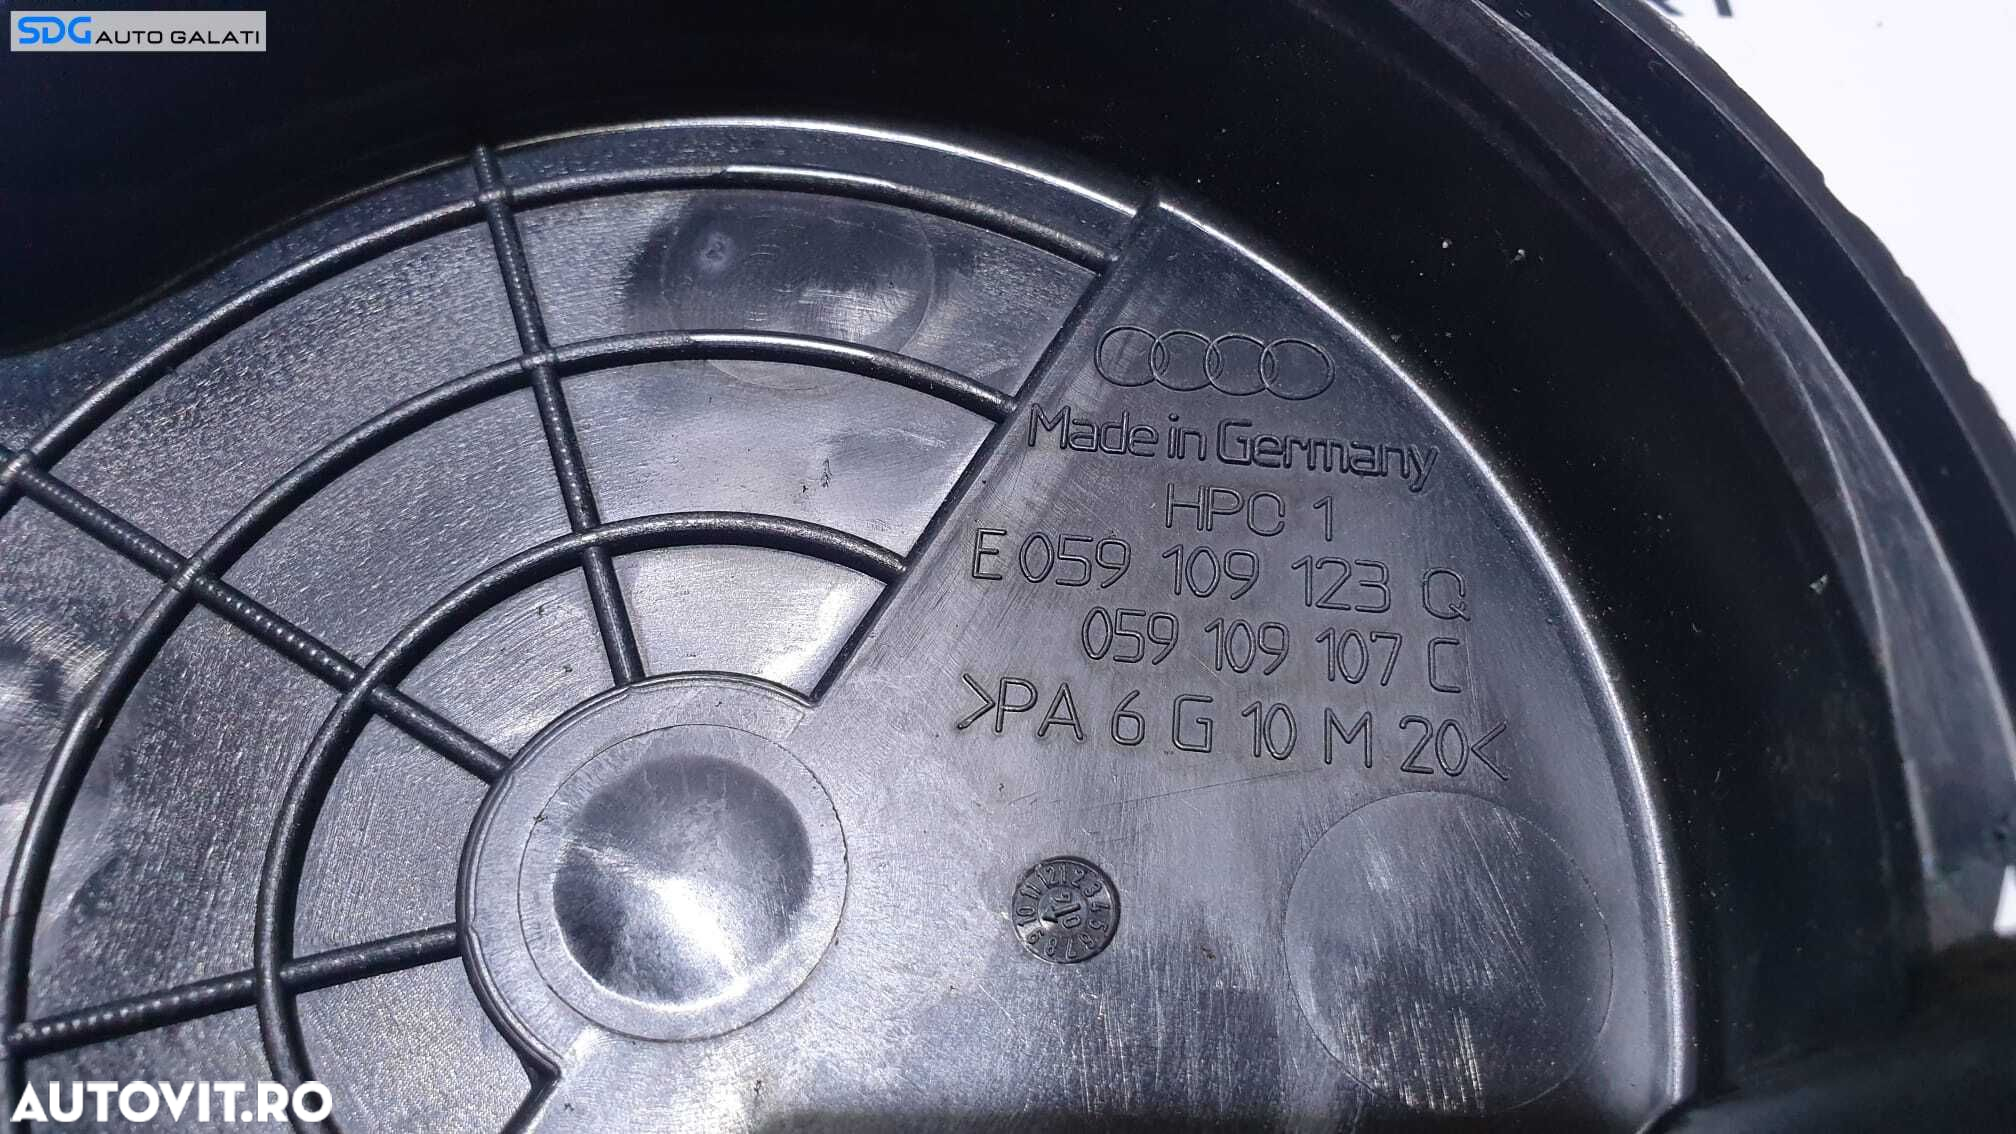 SDG AUTO GALATI
Made in Germany
HPC 1
E 059 109 123 Q
059 109 107 C
>PA 6 G 10 M 20<
AUTOVIT.RO